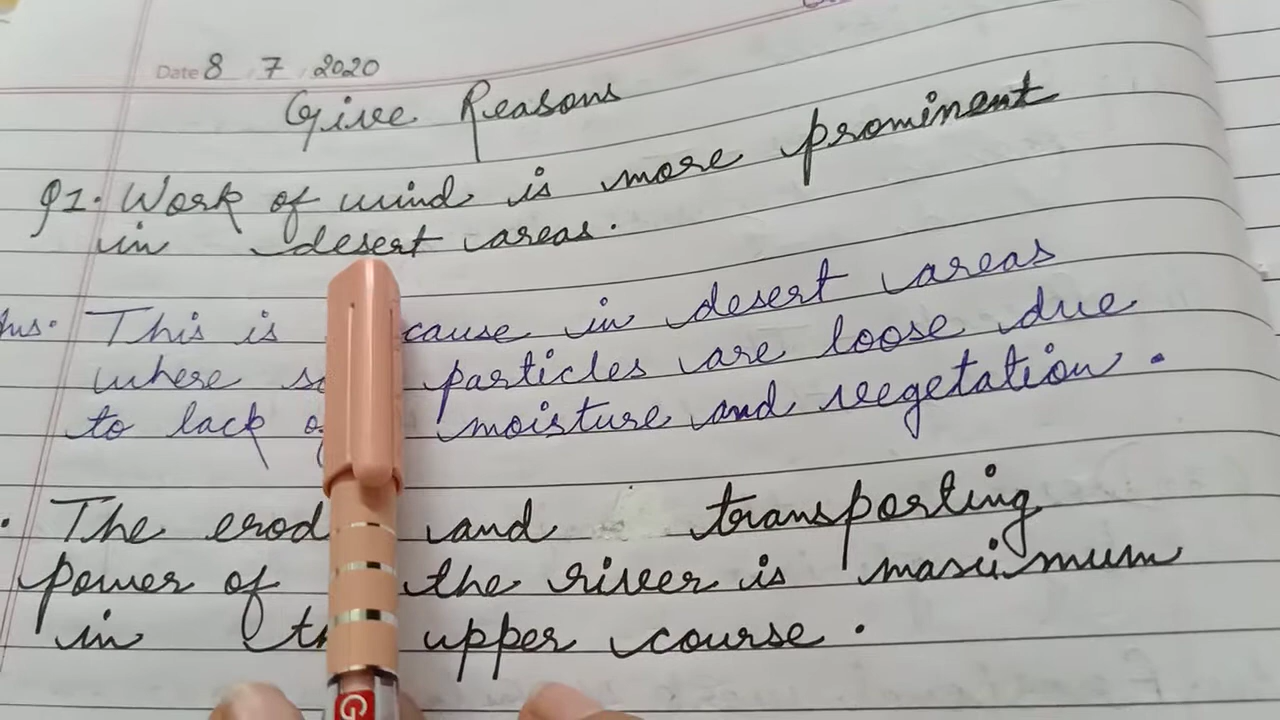 Date 8 7 2020
Give Reasons
Q1. Work of wind is more prominent
in desert areas.
Ans. This is cause in desert areas
where particles are loose due
to lack moisture and vegetation.
The erod and transporting
power of the river is maximum
in upper course.
G